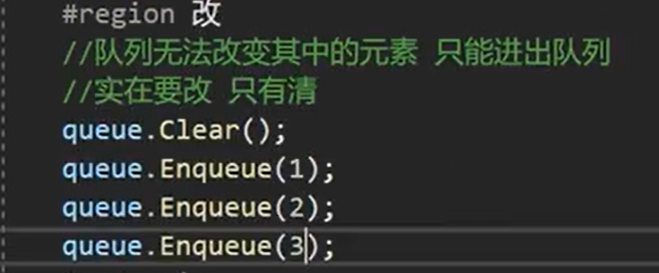 #region 改
//队列无法改变其中的元素 只能进出队列
//实在要改 只有清
queue.Clear();
queue.Enqueue(1);
queue.Enqueue(2);
queue.Enqueue(3);